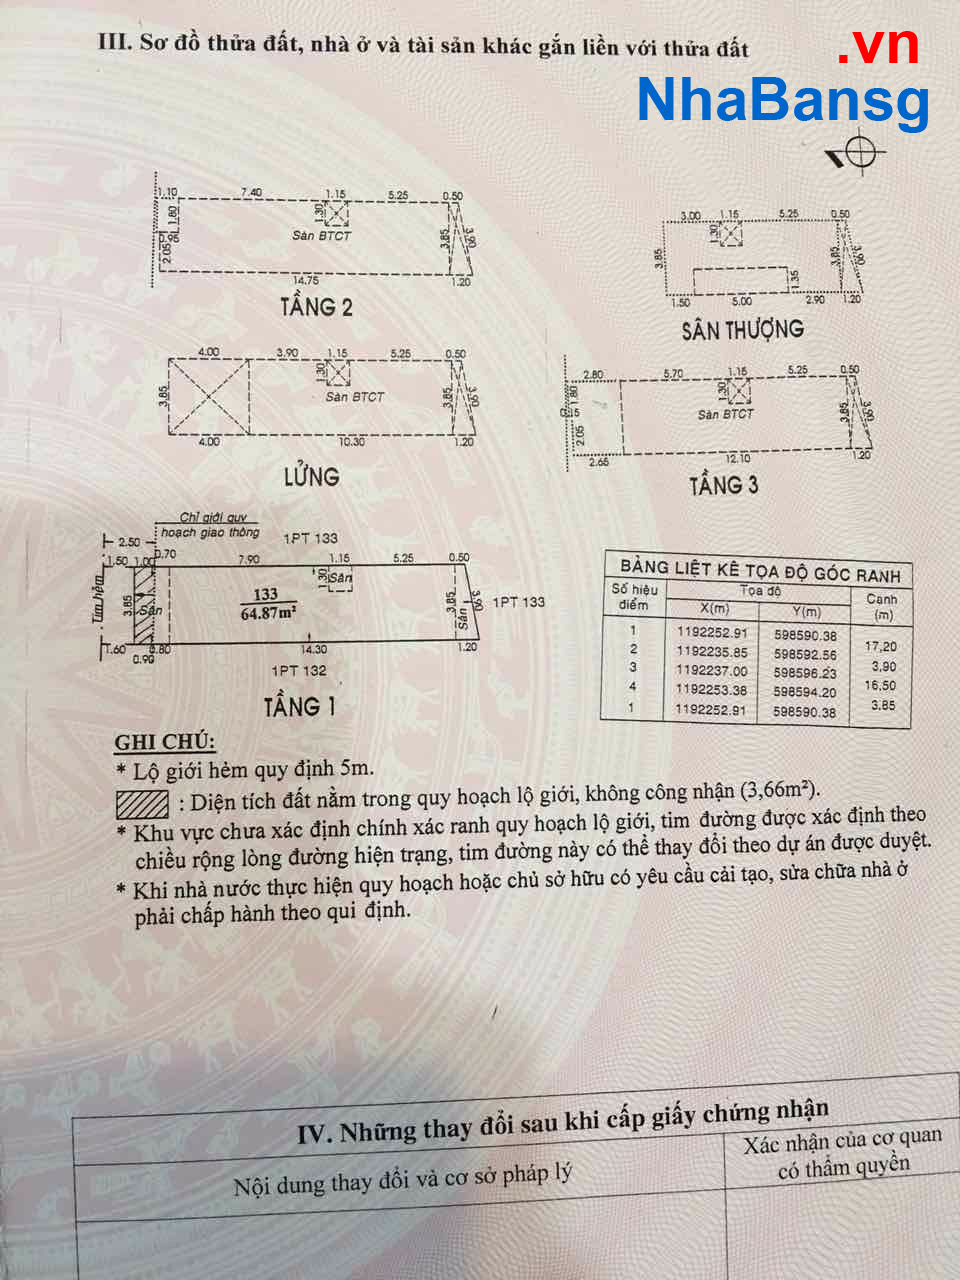 III. Sơ đồ thửa đất, nhà ở và tài sản khác gắn liền với thửa đất
.vn
NhaBansg
1.10 7.40 1.15 5.25 0.50
1.80 1.30
0.95 Sàn BTCT 3.85 3.90
2.05
14.75 1.20
TẦNG 2
3.00 1.15 5.25 0.50
1.30
3.85 3.85 3.90
1.35
1.50 5.00 2.90 1.20
SÂN THƯỢNG
4.00 3.90 1.15 5.25 0.50
1.30
3.85 Sàn BTCT 3.85 3.90
4.00 10.30 1.20
LỬNG
2.80 5.70 1.15 5.25 0.50
1.80 1.30
0.15 Sàn BTCT 3.85 3.90
2.05
2.65 12.10 1.20
TẦNG 3
Chỉ giới quy
hoạch giao thông 1PT 133
2.50
1.50 1.00 0.70 7.90 1.15 5.25 0.50
Tim hẻm 3.85 Sân 1.30 Sân 3.85 Sân 3.90 1PT 133
133
64.87m²
1.60 0.90 0.80 14.30 1.20
1PT 132
TẦNG 1
BẢNG LIỆT KÊ TỌA ĐỘ GÓC RANH
Số hiệu điểm Tọa độ Cạnh (m)
X(m) Y(m)
1 1192252.91 598590.38
17,20
2 1192235.85 598592.56
3,90
3 1192237.00 598596.23
16,50
4 1192253.38 598594.20
3,85
1 1192252.91 598590.38
GHI CHÚ:
* Lộ giới hẻm quy định 5m.
: Diện tích đất nằm trong quy hoạch lộ giới, không công nhận (3,66m²).
* Khu vực chưa xác định chính xác ranh quy hoạch lộ giới, tim đường được xác định theo
chiều rộng lòng đường hiện trạng, tim đường này có thể thay đổi theo dự án được duyệt.
* Khi nhà nước thực hiện quy hoạch hoặc chủ sở hữu có yêu cầu cải tạo, sửa chữa nhà ở
phải chấp hành theo qui định.
IV. Những thay đổi sau khi cấp giấy chứng nhận
Nội dung thay đổi và cơ sở pháp lý
Xác nhận của cơ quan
có thẩm quyền